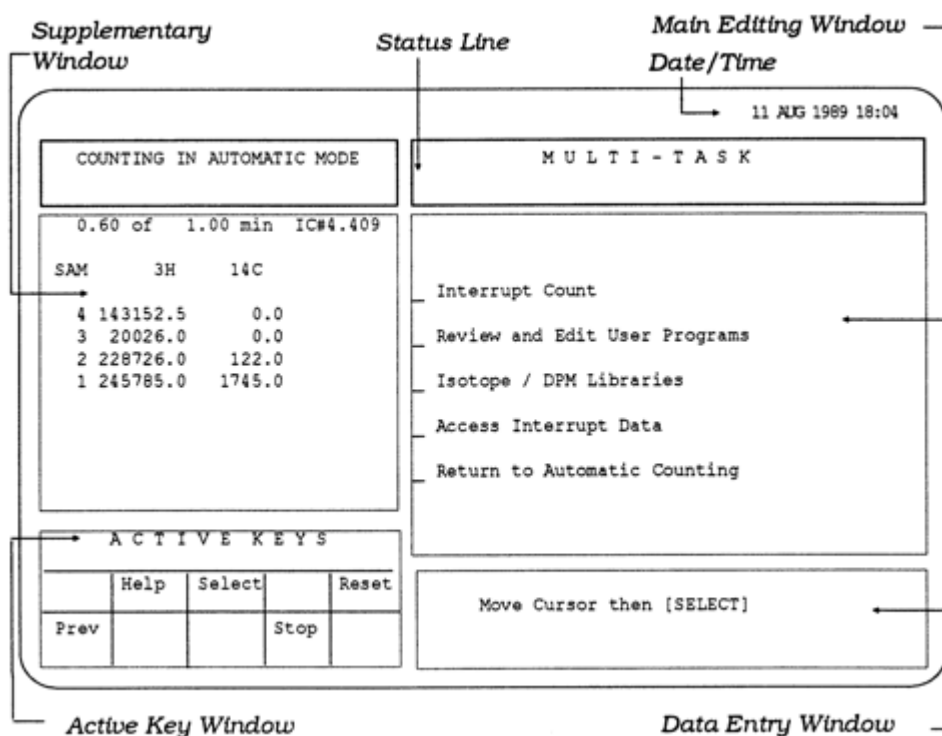 Supplementary
Window
Status Line
Main Editing Window
Date/Time
11 AUG 1989 18:04
COUNTING IN AUTOMATIC MODE
M U L T I - T A S K
0.60 of 1.00 min IC#4.409
SAM 3H 14C
4 143152.5 0.0
3 20026.0 0.0
2 228726.0 122.0
1 245785.0 1745.0
_ Interrupt Count
_ Review and Edit User Programs
_ Isotope / DPM Libraries
_ Access Interrupt Data
_ Return to Automatic Counting
A C T I V E K E Y S
Help Select Reset
Prev Stop
Move Cursor then [SELECT]
Active Key Window
Data Entry Window